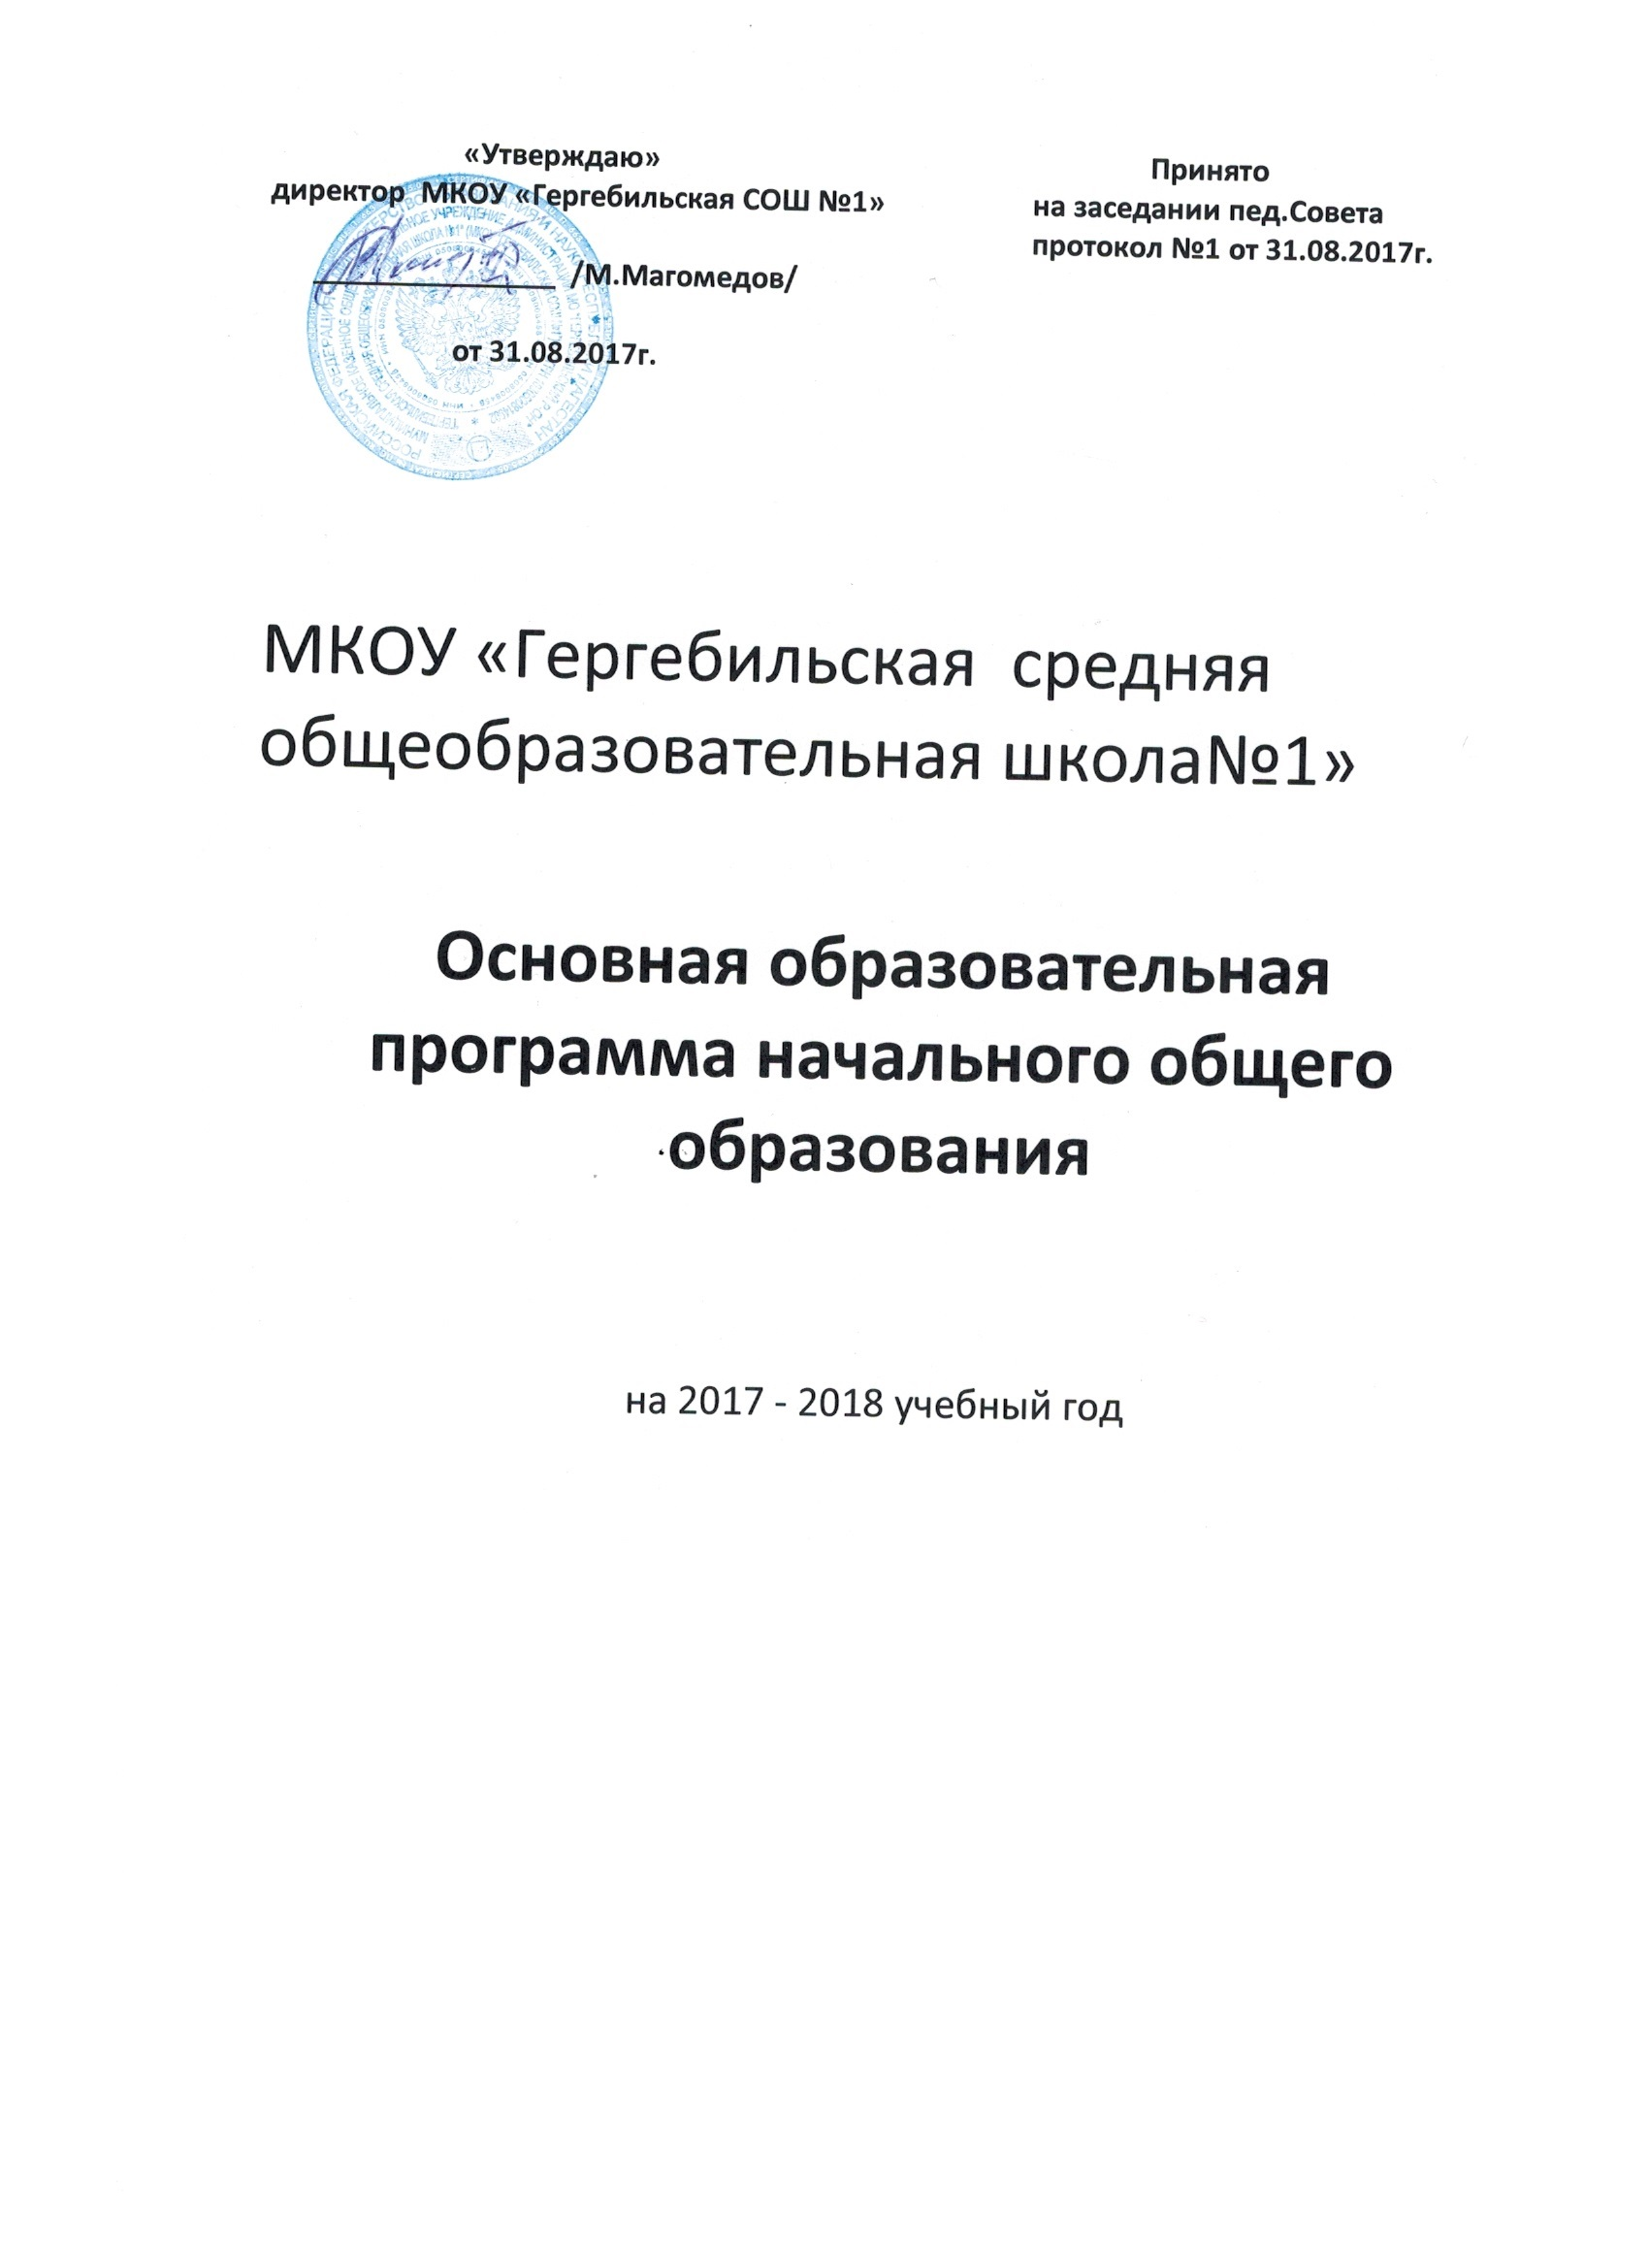 «Утверждаю»
директор МКОУ «Гергебильская СОШ №1»
/М.Магомедов/
от 31.08.2017г.
Принято
на заседании пед.Совета
протокол №1 от 31.08.2017г.
МКОУ «Гергебильская средняя
общеобразовательная школа№1»
Основная образовательная
программа начального общего
образования
на 2017 - 2018 учебный год